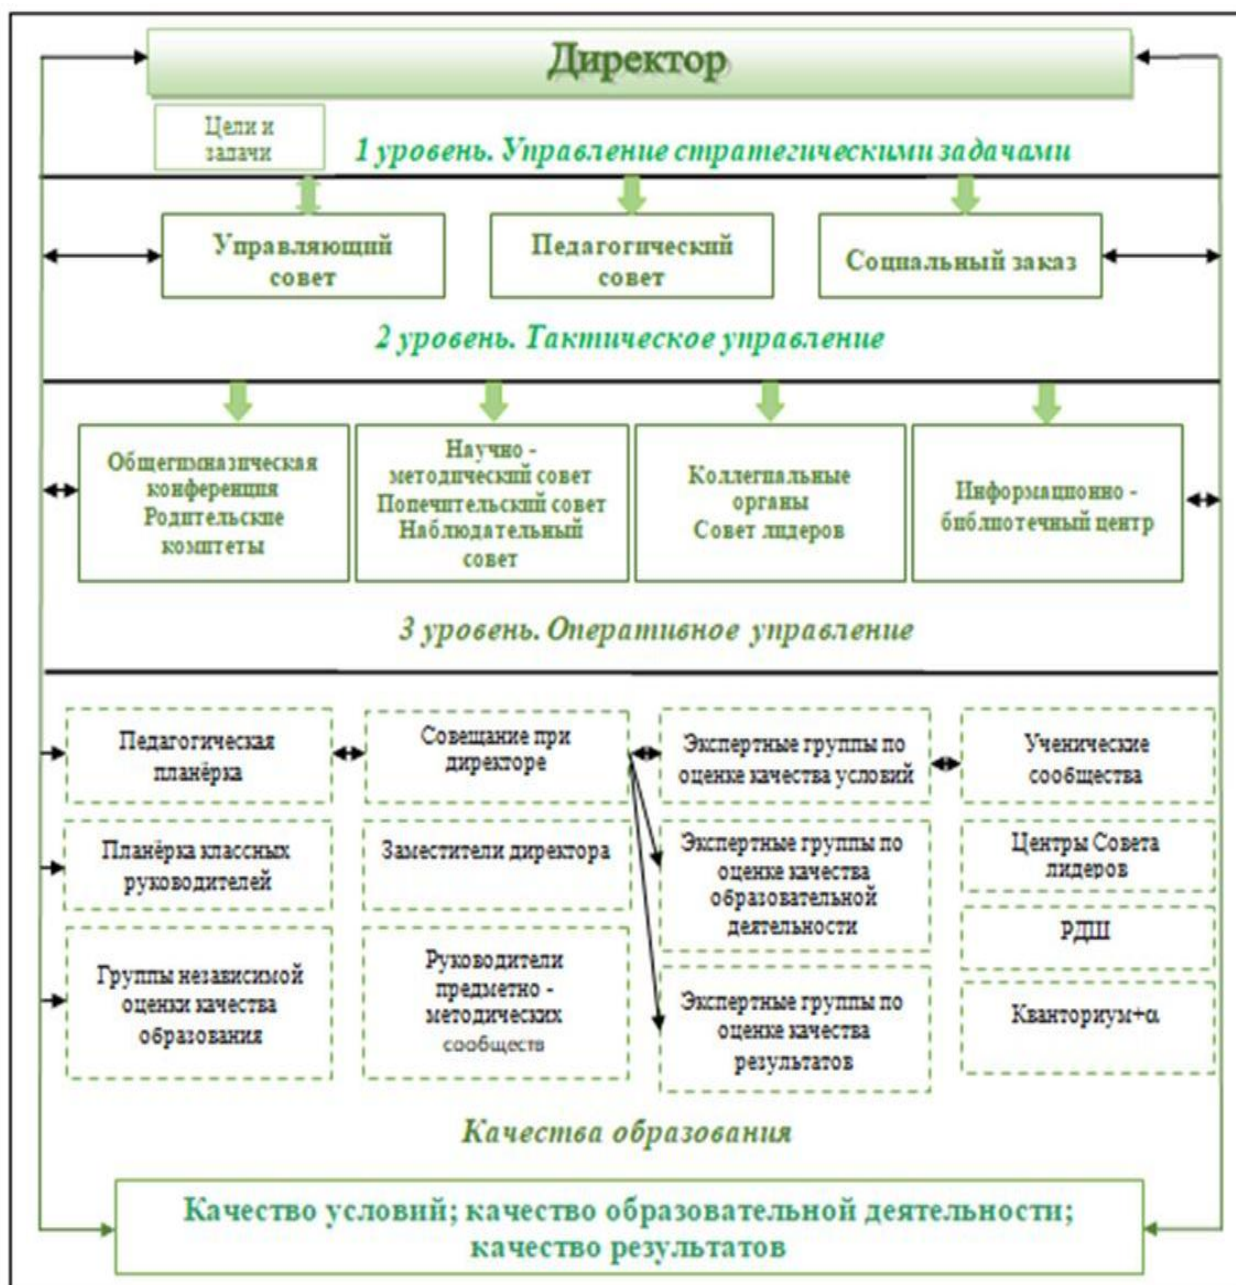 Директор
Цели и
задачи
1 уровень. Управление стратегическими задачами
Управляющий
совет
Педагогический
совет
Социальный заказ
2 уровень. Тактическое управление
Общегимназическая
конференция
Родительские
комитеты
Научно -
методический совет
Попечительский совет
Наблюдательный
совет
Коллегиальные
органы
Совет лидеров
Информационно -
библиотечный центр
3 уровень. Оперативное управление
Педагогическая
планёрка
Совещание при
директоре
Экспертные группы по
оценке качества условий
Ученические
сообщества
Планёрка классных
руководителей
Заместители директора
Экспертные группы по
оценке качества
образовательной
деятельности
Центры Совета
лидеров
РДШ
Группы независимой
оценки качества
образования
Руководители
предметно -
методических
сообществ
Экспертные группы по
оценке качества
результатов
Кванториум+α
Качества образования
Качество условий; качество образовательной деятельности;
качество результатов